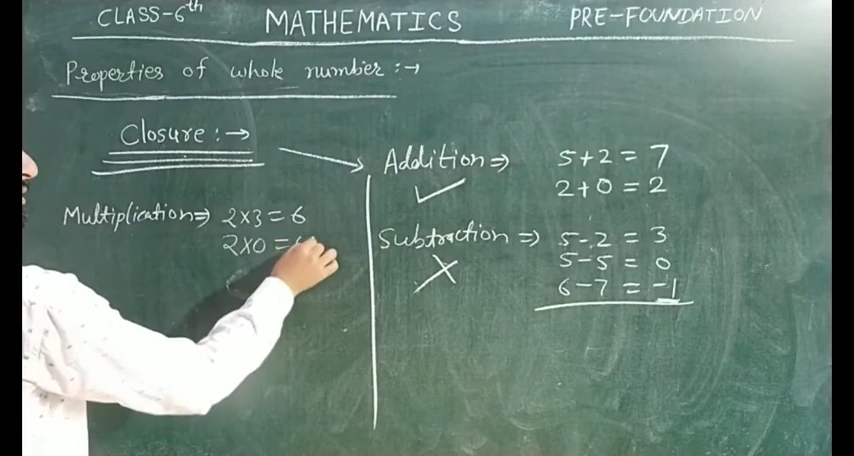 CLASS-6th MATHEMATICS PRE-FOUNDATION
Properties of whole number:→
Closure:→
Addition⇒ 5+2=7
2+0=2
Multiplication⇒ 2×3=6
2×0=
Subtraction⇒ 5-2=3
5-5=0
6-7=-1